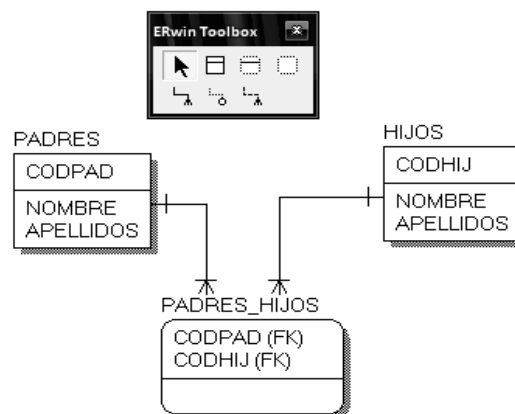 ERwin Toolbox
PADRES
CODPAD
NOMBRE
APELLIDOS
HIJOS
CODHIJ
NOMBRE
APELLIDOS
PADRES_HIJOS
CODPAD (FK)
CODHIJ (FK)